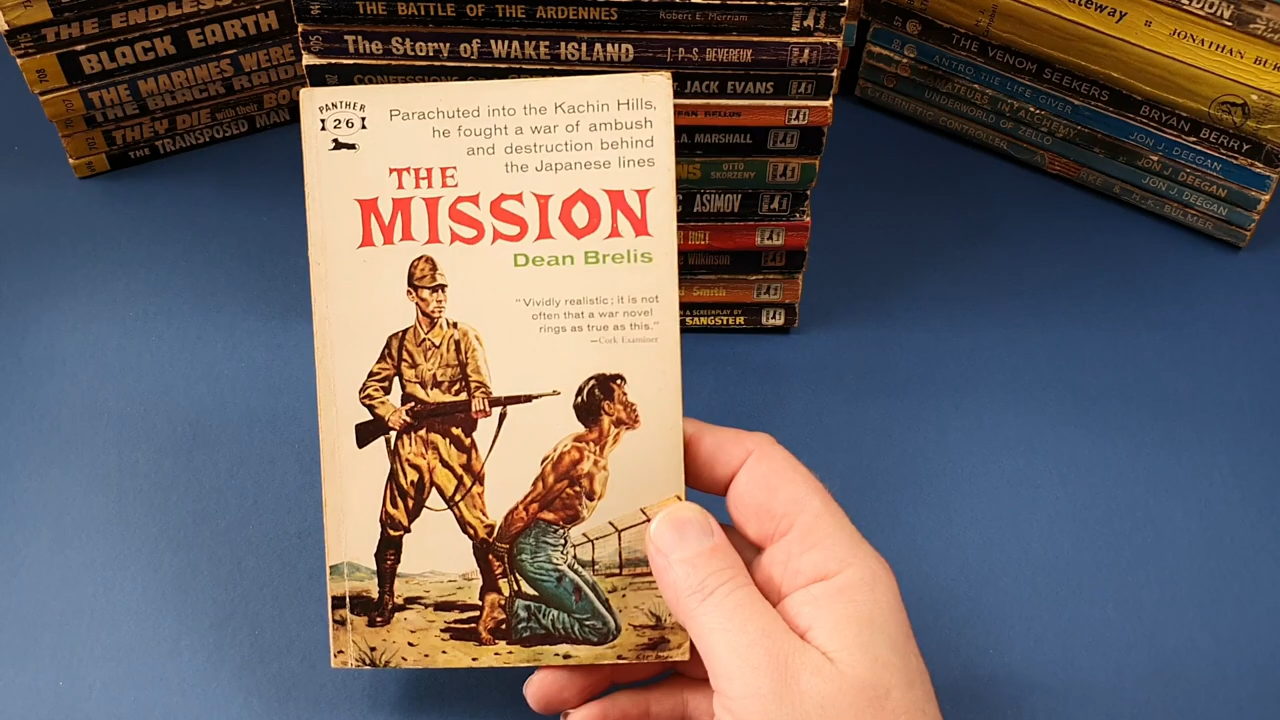 THE ENDLESS
708 BLACK EARTH
707 THE MARINES WERE
THE BLACK
THEY DIE with their BOO
THE TRANSPOSED MAN
THE BATTLE OF THE ARDENNES Robert E. Merriam
The Story of WAKE ISLAND J. P. S. DEVEREUX
JACK EVANS
A. MARSHALL
OTTO
SKORZENY
ASIMOV
HOLT
Wilkinson
Smith
SCREENPLAY BY
SANGSTER
JONATHAN BUR
THE VENOM SEEKERS BRYAN BERRY
ANTRO, THE LIFE-GIVER JON J. DEEGAN
AMATEURS IN ALCHEMY JON J. DEEGAN
UNDERWORLD OF ZELLO JON J. DEEGAN
CYBERNETIC CONTROLLER & H. K. BULMER
PANTHER
2'6
Parachuted into the Kachin Hills,
he fought a war of ambush
and destruction behind
the Japanese lines
THE
MISSION
Dean Brelis
"Vividly realistic; it is not
often that a war novel
rings as true as this."
—Cork Examiner